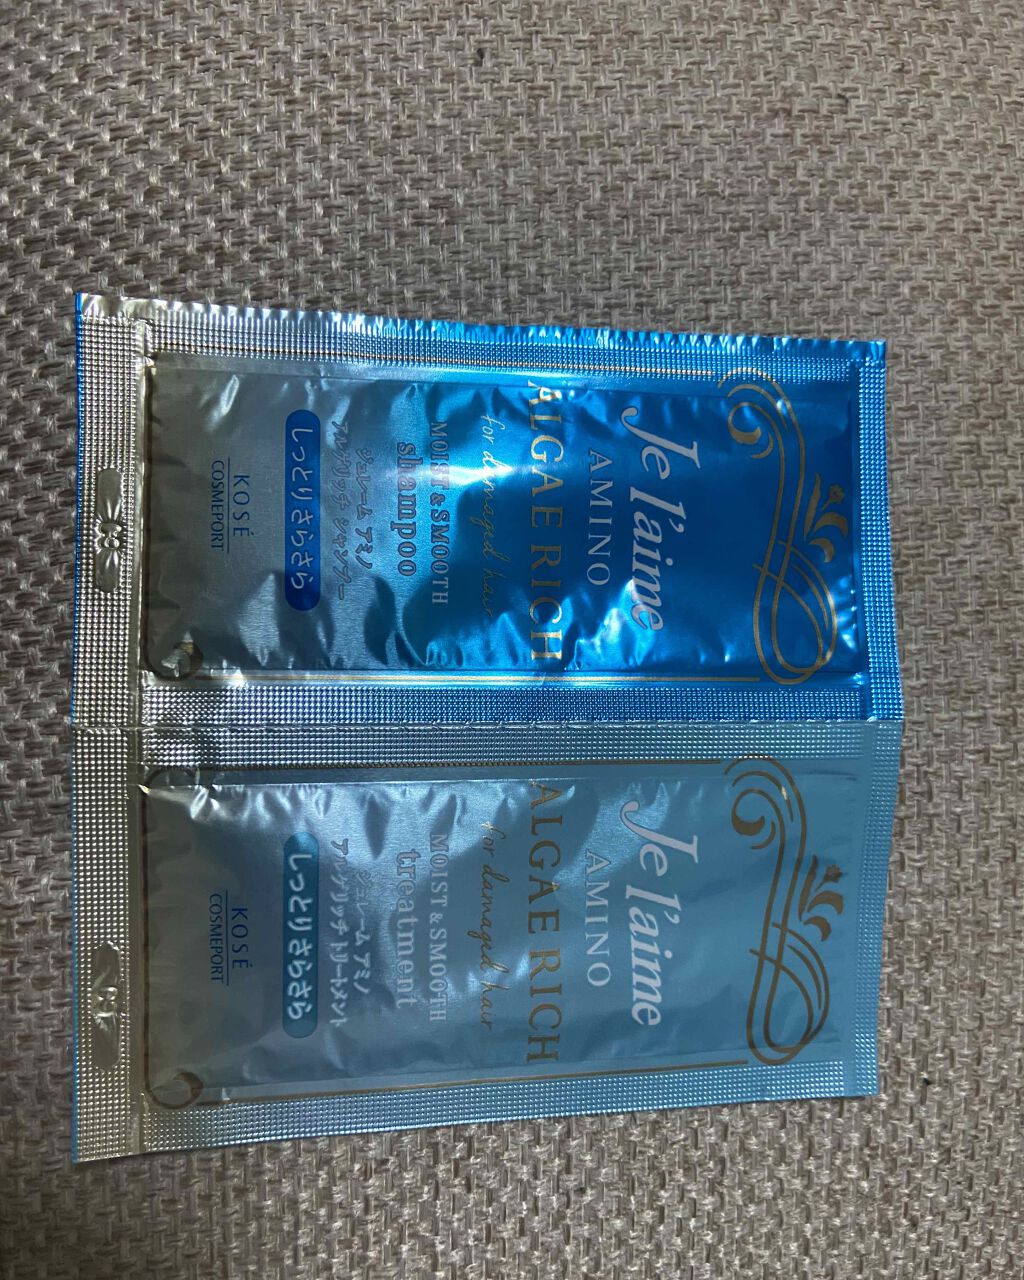 Je l'aime
AMINO
ALGAE RICH
for damaged hair
MOIST & SMOOTH
shampoo
ジュレーム アミノ
アルゲリッチ シャンプー
しっとりさらさら
KOSÉ
COSMEPORT
Je l'aime
AMINO
ALGAE RICH
for damaged hair
MOIST & SMOOTH
treatment
ジュレーム アミノ
アルゲリッチ トリートメント
しっとりさらさら
KOSÉ
COSMEPORT